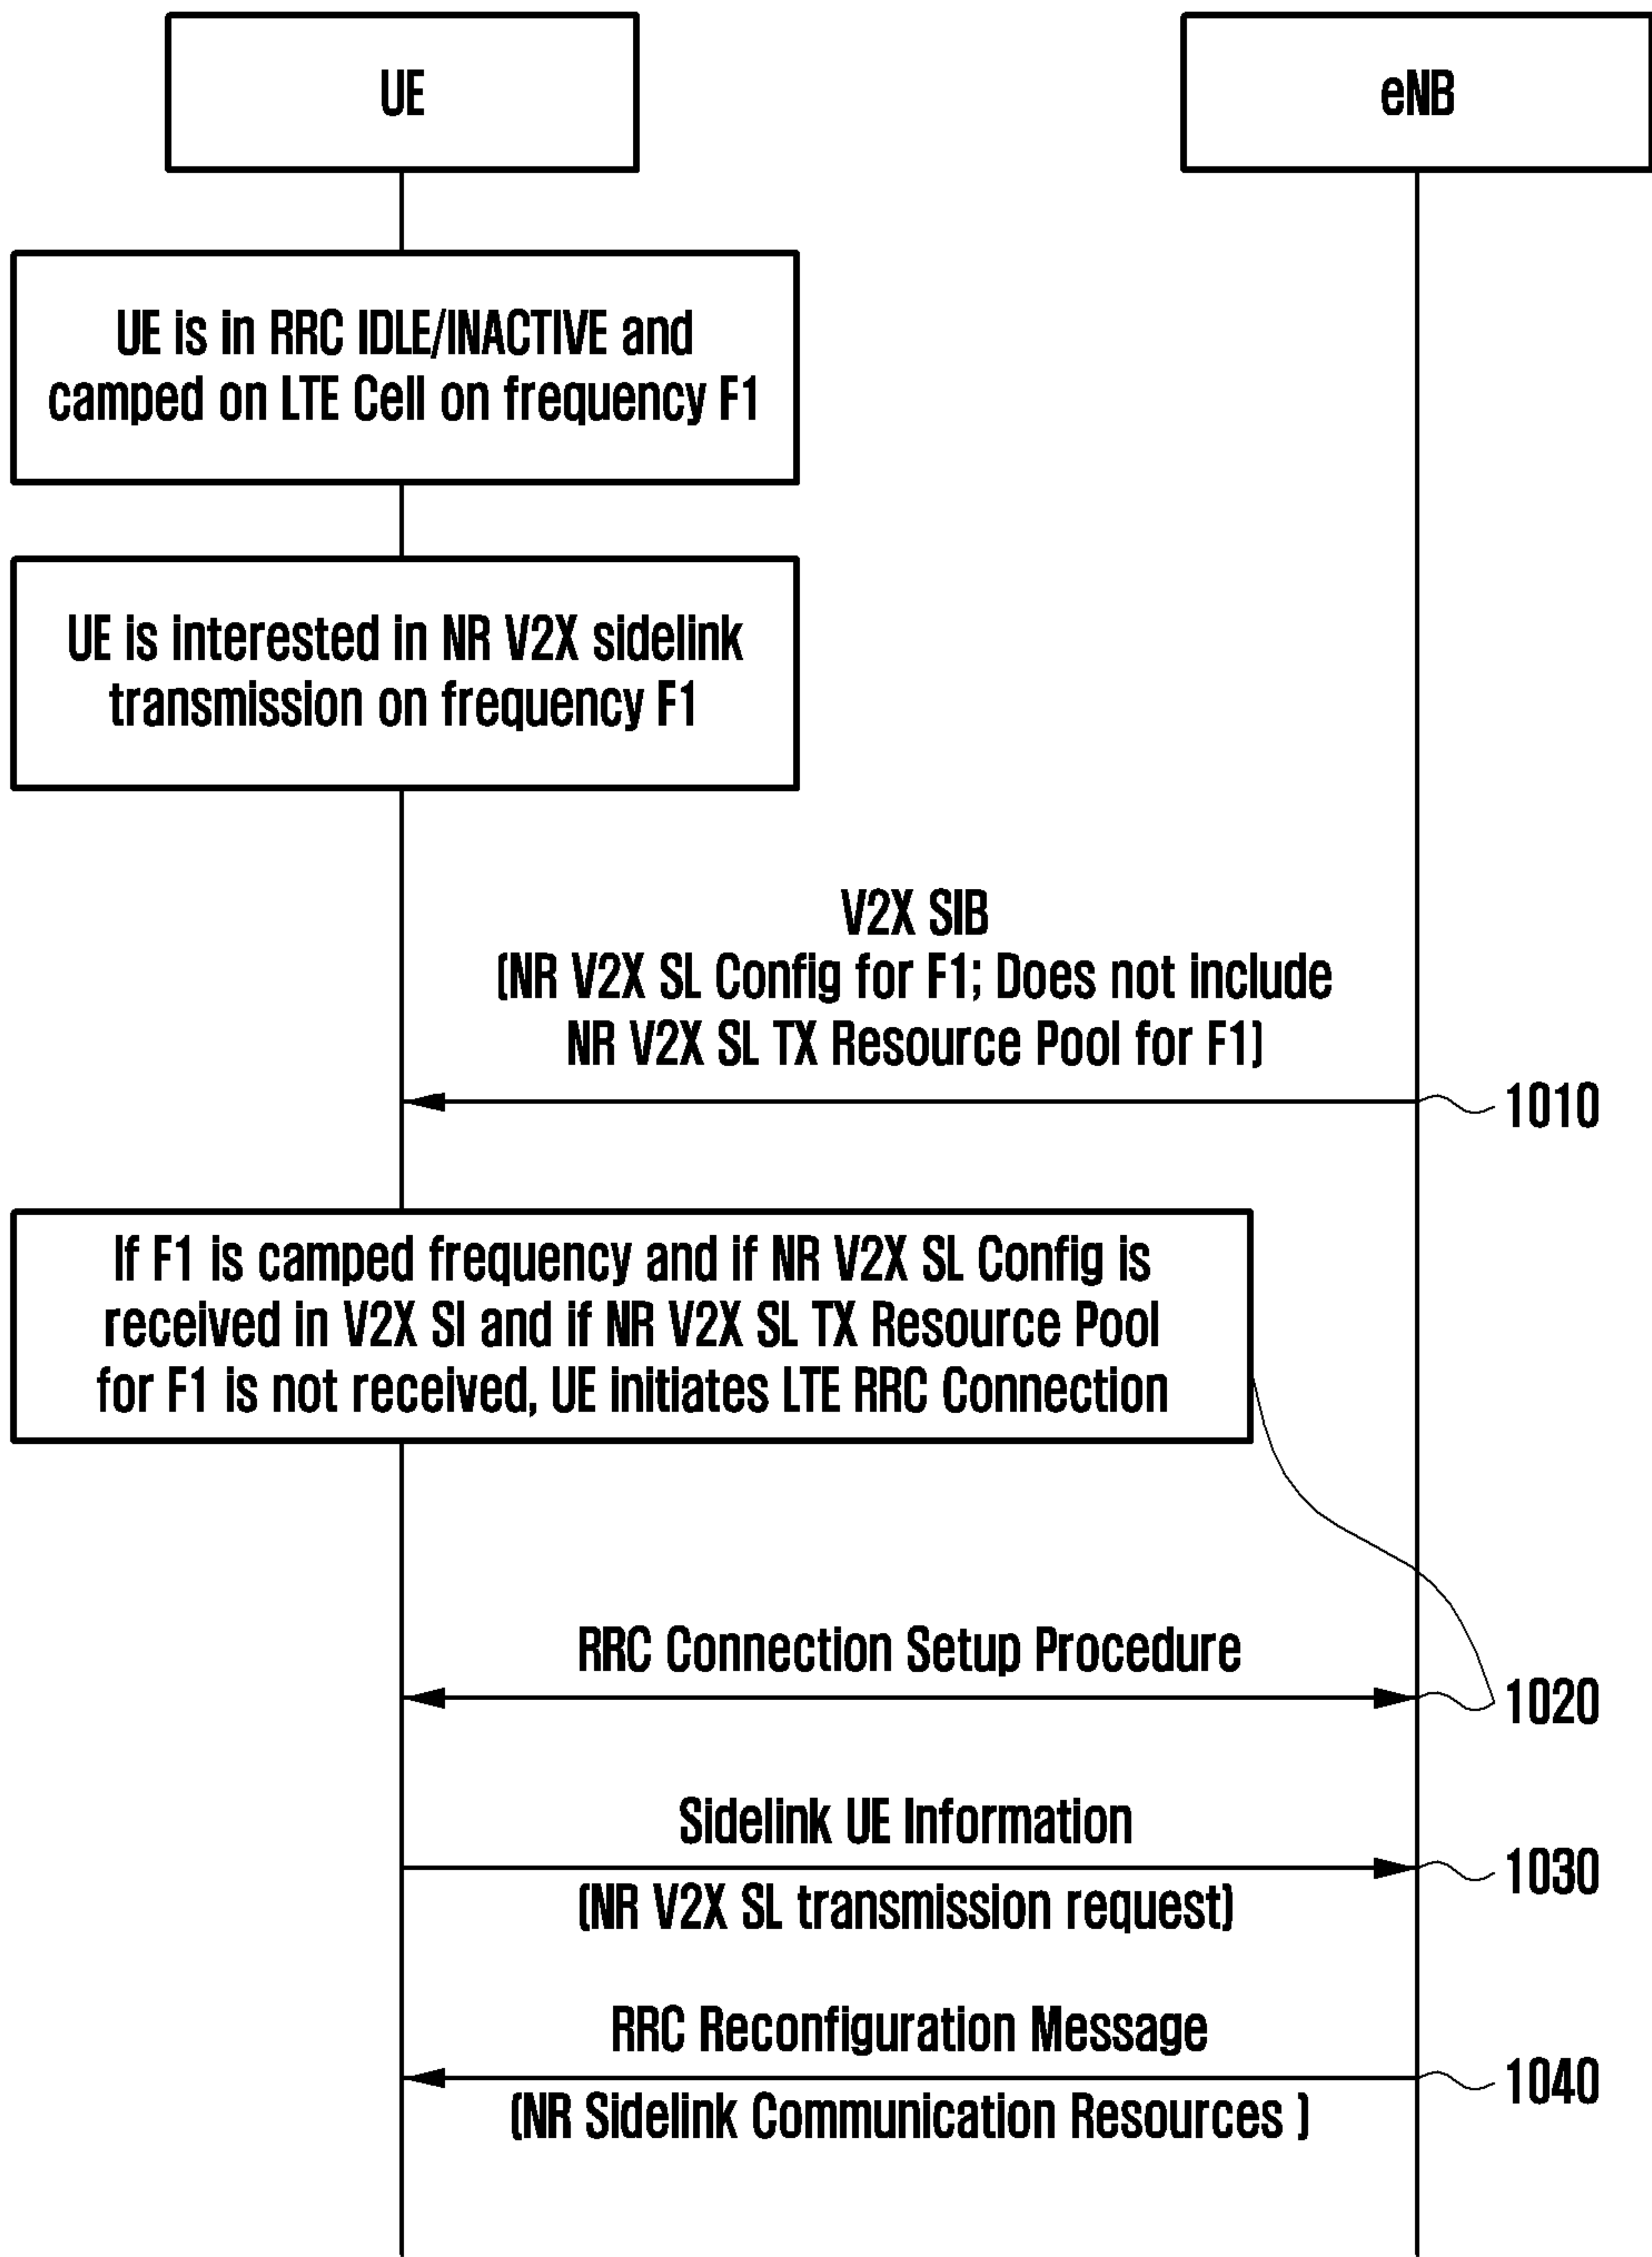 UE
eNB
UE is in RRC IDLE/INACTIVE and
camped on LTE Cell on frequency F1
UE is interested in NR V2X sidelink
transmission on frequency F1
V2X SIB
(NR V2X SL Config for F1; Does not include
NR V2X SL TX Resource Pool for F1)
1010
If F1 is camped frequency and if NR V2X SL Config is
received in V2X SI and if NR V2X SL TX Resource Pool
for F1 is not received, UE initiates LTE RRC Connection
RRC Connection Setup Procedure
1020
Sidelink UE Information
1030
(NR V2X SL transmission request)
RRC Reconfiguration Message
1040
(NR Sidelink Communication Resources )